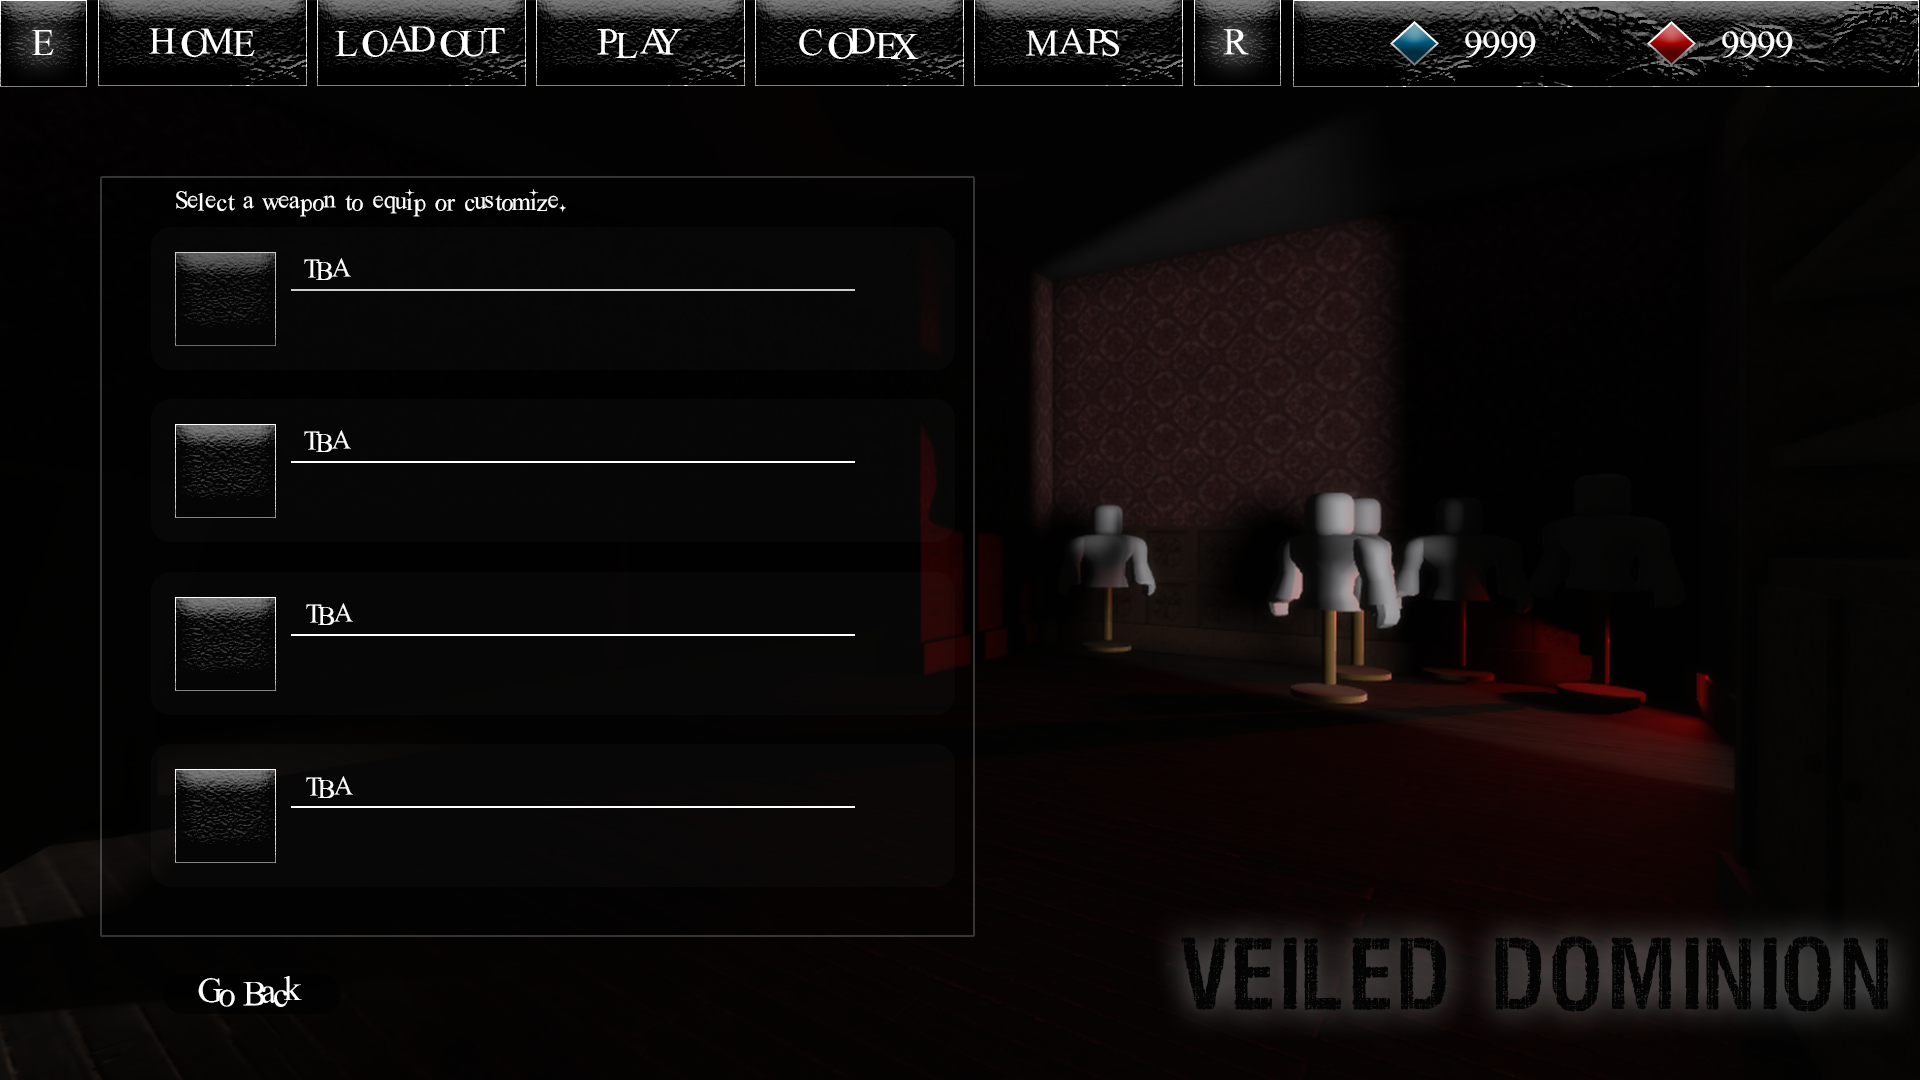 E
HOME
LOADOUT
PLAY
CODEX
MAPS
R
9999
9999
Select a weapon to equip or customize.
TBA
TBA
TBA
TBA
Go Back
VEILED DOMINION